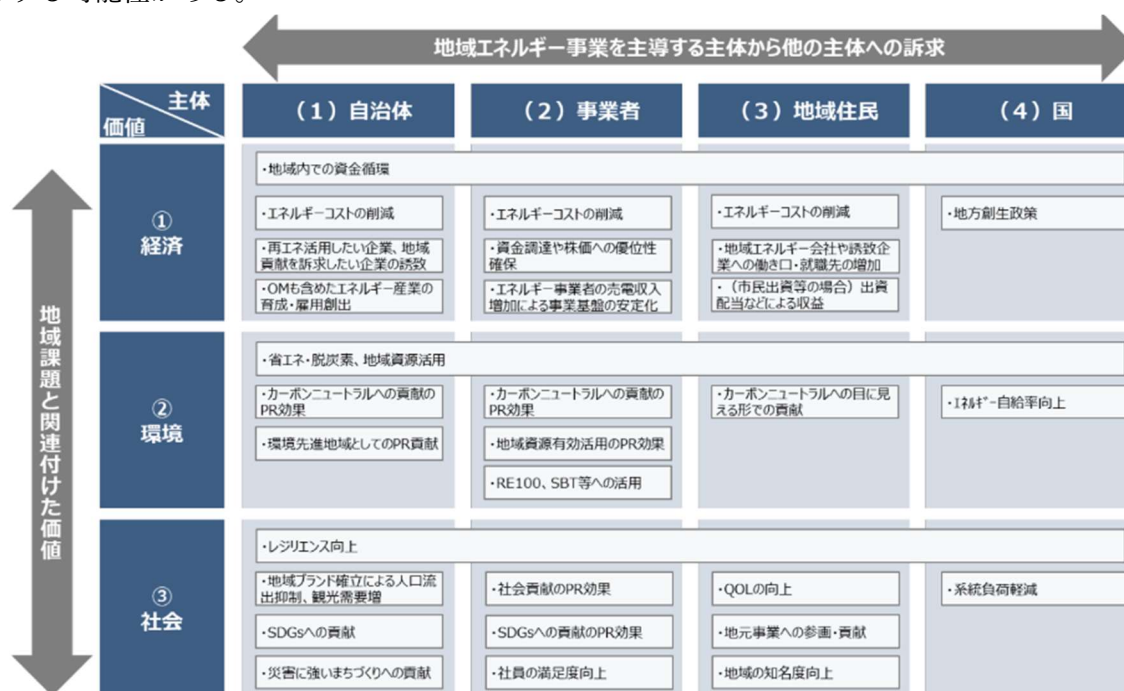 する可能性がある。
地域エネルギー事業を主導する主体から他の主体への訴求
主体
価値
（1）自治体
（2）事業者
（3）地域住民
（4）国
地域課題と関連付けた価値
①
経済
・地域内での資金循環
・エネルギーコストの削減
・再エネ活用したい企業、地域
貢献を訴求したい企業の誘致
・OMも含めたエネルギー産業の
育成・雇用創出
・エネルギーコストの削減
・資金調達や株価への優位性
確保
・エネルギー事業者の売電収入
増加による事業基盤の安定化
・エネルギーコストの削減
・地域エネルギー会社や誘致企
業への働き口・就職先の増加
・（市民出資等の場合）出資
配当などによる収益
・地方創生政策
②
環境
・省エネ・脱炭素、地域資源活用
・カーボンニュートラルへの貢献の
PR効果
・環境先進地域としてのPR貢献
・カーボンニュートラルへの貢献の
PR効果
・地域資源有効活用のPR効果
・RE100、SBT等への活用
・カーボンニュートラルへの目に見
える形での貢献
・ｴﾈﾙｷﾞｰ自給率向上
③
社会
・レジリエンス向上
・地域ブランド確立による人口流
出抑制、観光需要増
・SDGsへの貢献
・災害に強いまちづくりへの貢献
・社会貢献のPR効果
・SDGsへの貢献のPR効果
・社員の満足度向上
・QOLの向上
・地元事業への参画・貢献
・地域の知名度向上
・系統負荷軽減